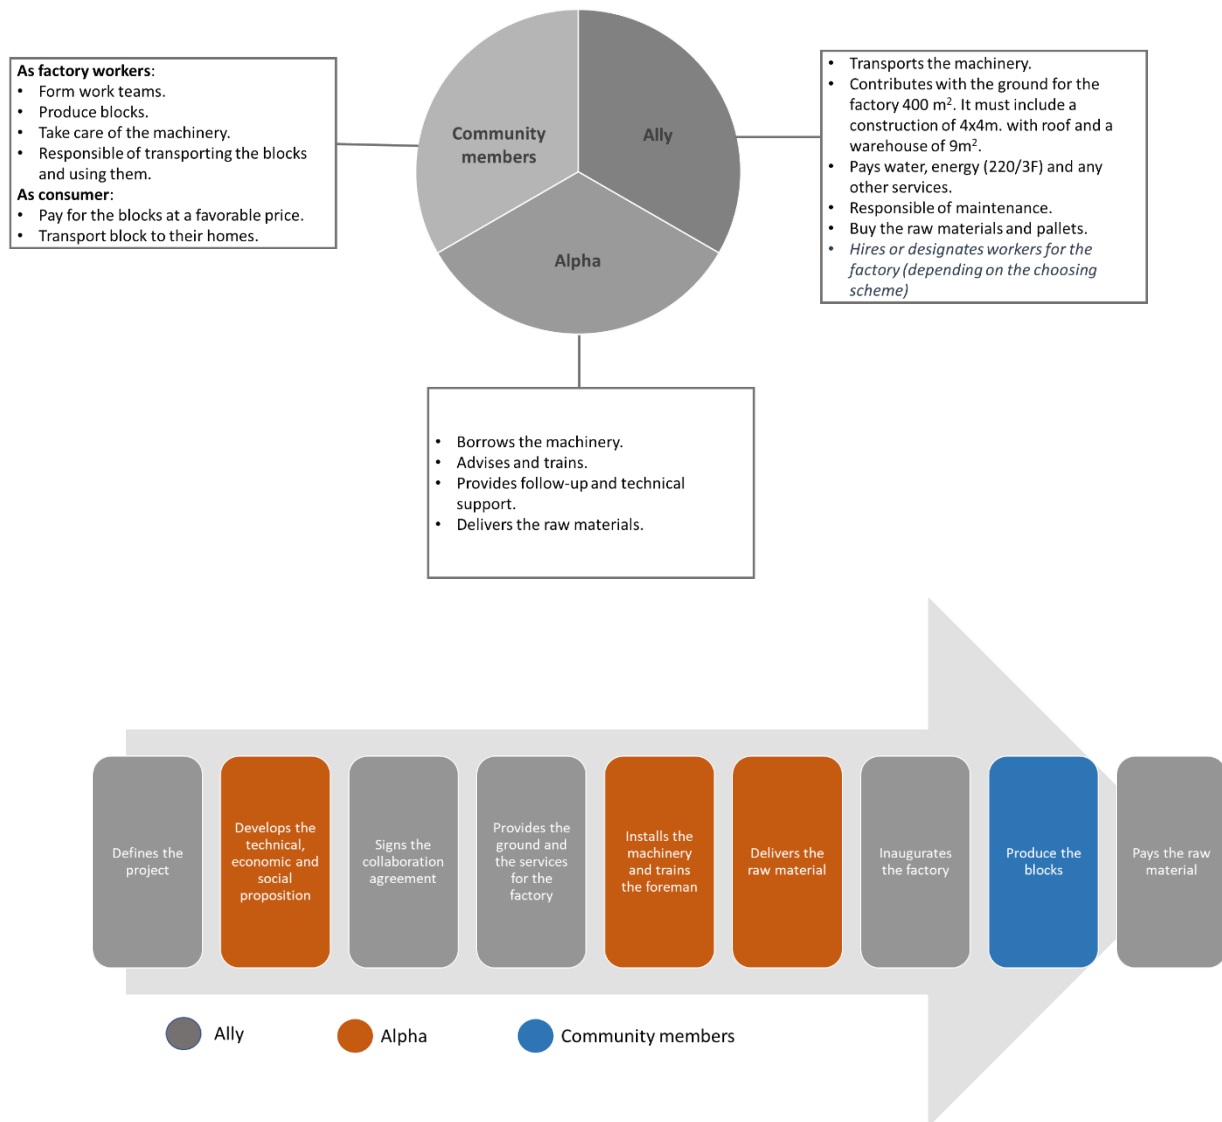 As factory workers:
• Form work teams.
• Produce blocks.
• Take care of the machinery.
• Responsible of transporting the blocks
and using them.
As consumer:
• Pay for the blocks at a favorable price.
• Transport block to their homes.
Community
members
Ally
Alpha
• Transports the machinery.
• Contributes with the ground for the
factory 400 m². It must include a
construction of 4x4m. with roof and a
warehouse of 9m².
• Pays water, energy (220/3F) and any
other services.
• Responsible of maintenance.
• Buy the raw materials and pallets.
• Hires or designates workers for the
factory (depending on the choosing
scheme)
• Borrows the machinery.
• Advises and trains.
• Provides follow-up and technical
support.
• Delivers the raw materials.
Defines the
project
Develops the
technical,
economic and
social
proposition
Signs the
collaboration
agreement
Provides the
ground and
the services
for the
factory
Installs the
machinery
and trains
the foreman
Delivers the
raw material
Inaugurates
the factory
Produce the
blocks
Pays the raw
material
Ally
Alpha
Community members